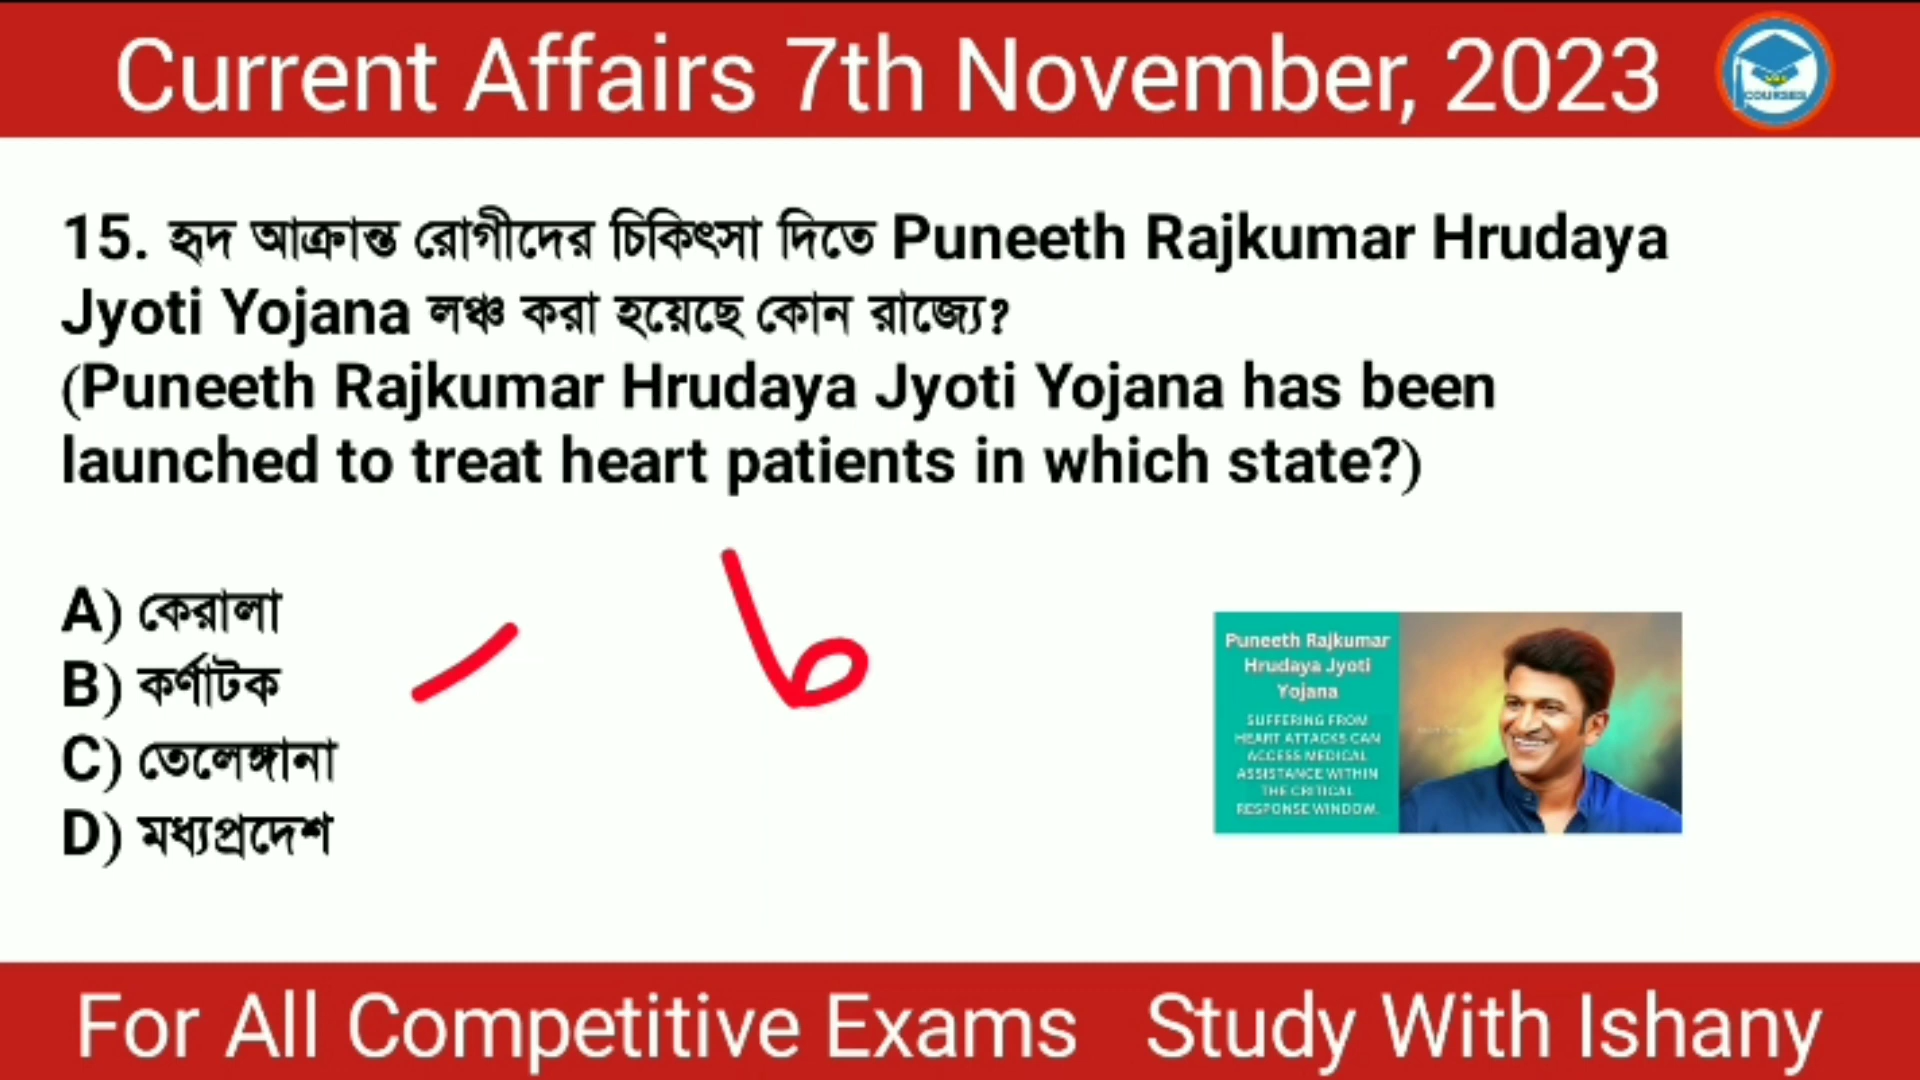 Current Affairs 7th November, 2023
COURSES
15. হৃদ আক্রান্ত রোগীদের চিকিৎসা দিতে Puneeth Rajkumar Hrudaya
Jyoti Yojana লঞ্চ করা হয়েছে কোন রাজ্যে?
(Puneeth Rajkumar Hrudaya Jyoti Yojana has been
launched to treat heart patients in which state?)
A) কেরালা
B) কর্ণাটক
C) তেলেঙ্গানা
D) মধ্যপ্রদেশ
b
Puneeth Rajkumar
Hrudaya Jyoti
Yojana
SUFFERING FROM
HEART ATTACKS CAN
ACCESS MEDICAL
ASSISTANCE WITHIN
THE CRITICAL
RESPONSE WINDOW.
For All Competitive Exams Study With Ishany